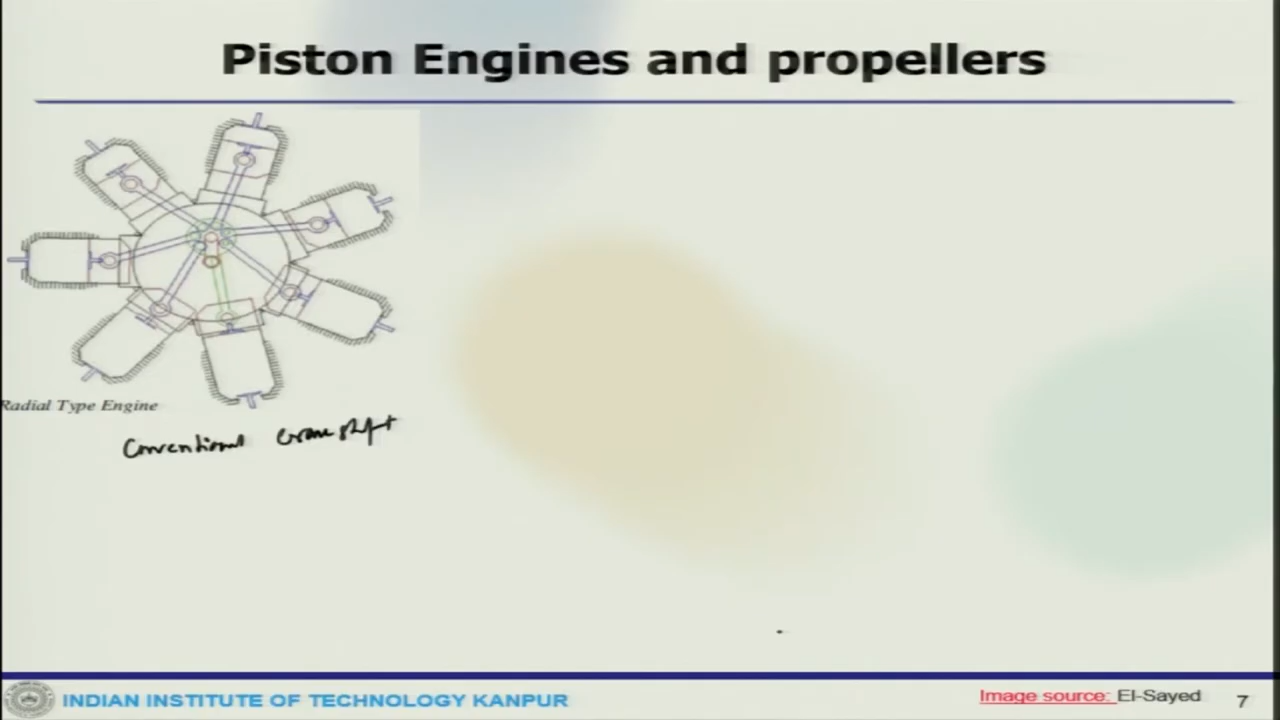 Piston Engines and propellers
Radial Type Engine
Conventional crankshaft
INDIAN INSTITUTE OF TECHNOLOGY KANPUR
Image source: El-Sayed
7